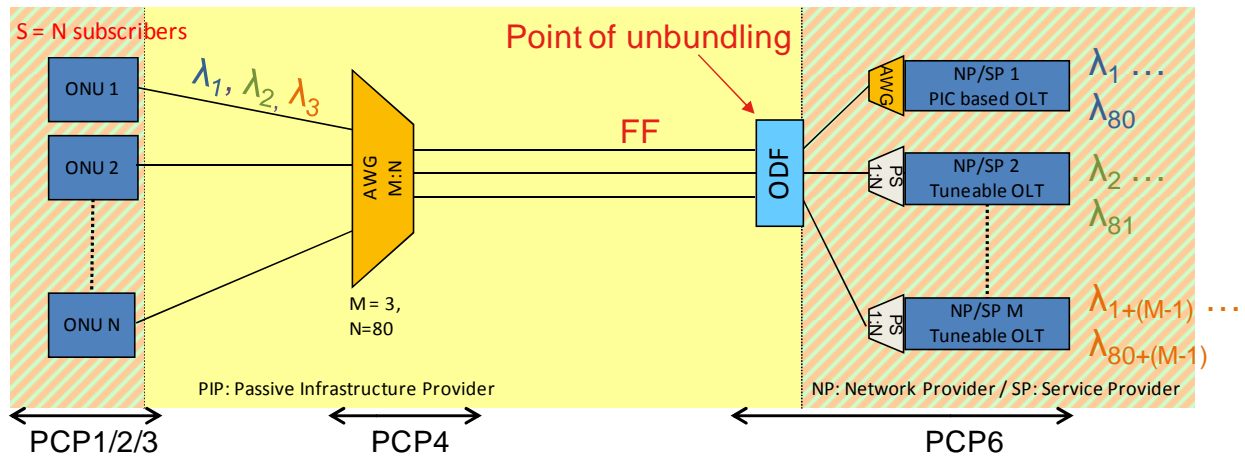 S = N subscribers
ONU 1
ONU 2
ONU N
λ1, λ2, λ3
AWG
M:N
M = 3,
N=80
FF
Point of unbundling
ODF
AWG
NP/SP 1
PIC based OLT
λ1 ...
λ80
PS
1:N
NP/SP 2
Tuneable OLT
λ2 ...
λ81
PS
1:N
NP/SP M
Tuneable OLT
λ1+(M-1) ...
λ80+(M-1)
PIP: Passive Infrastructure Provider
NP: Network Provider / SP: Service Provider
PCP1/2/3
PCP4
PCP6